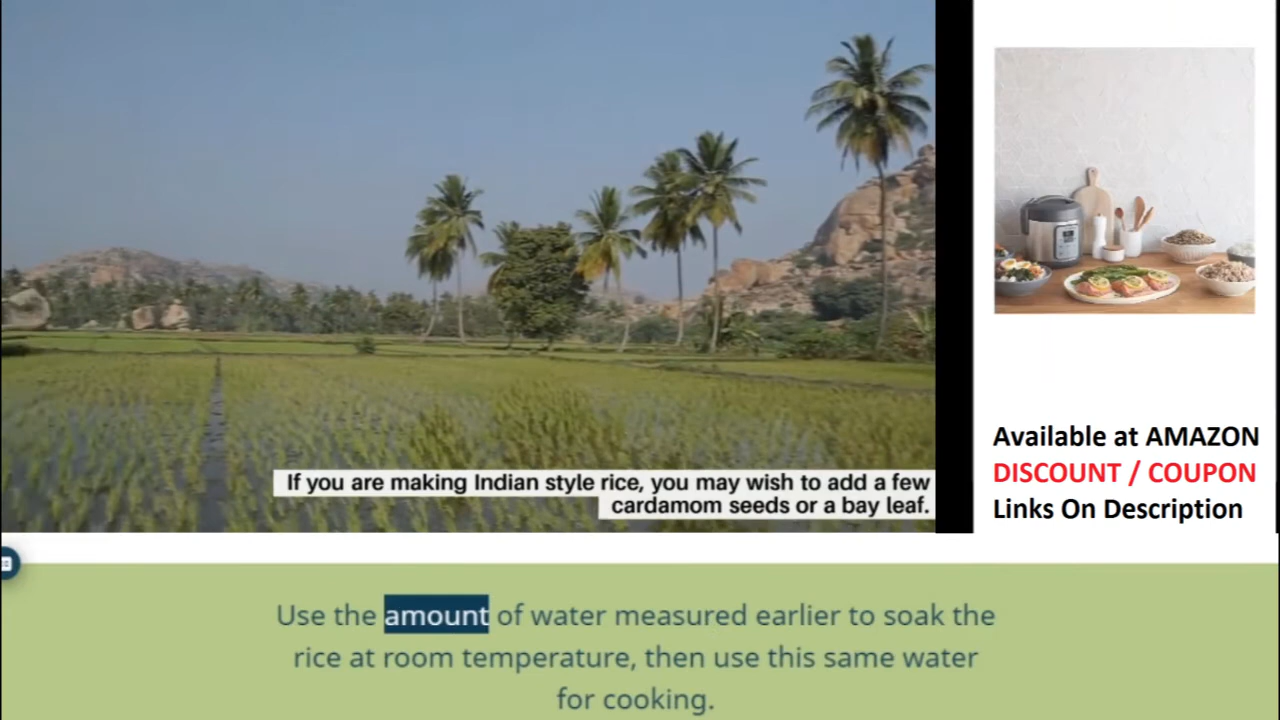 If you are making Indian style rice, you may wish to add a few
cardamom seeds or a bay leaf.
Available at AMAZON
DISCOUNT / COUPON
Links On Description
Use the amount of water measured earlier to soak the
rice at room temperature, then use this same water
for cooking.